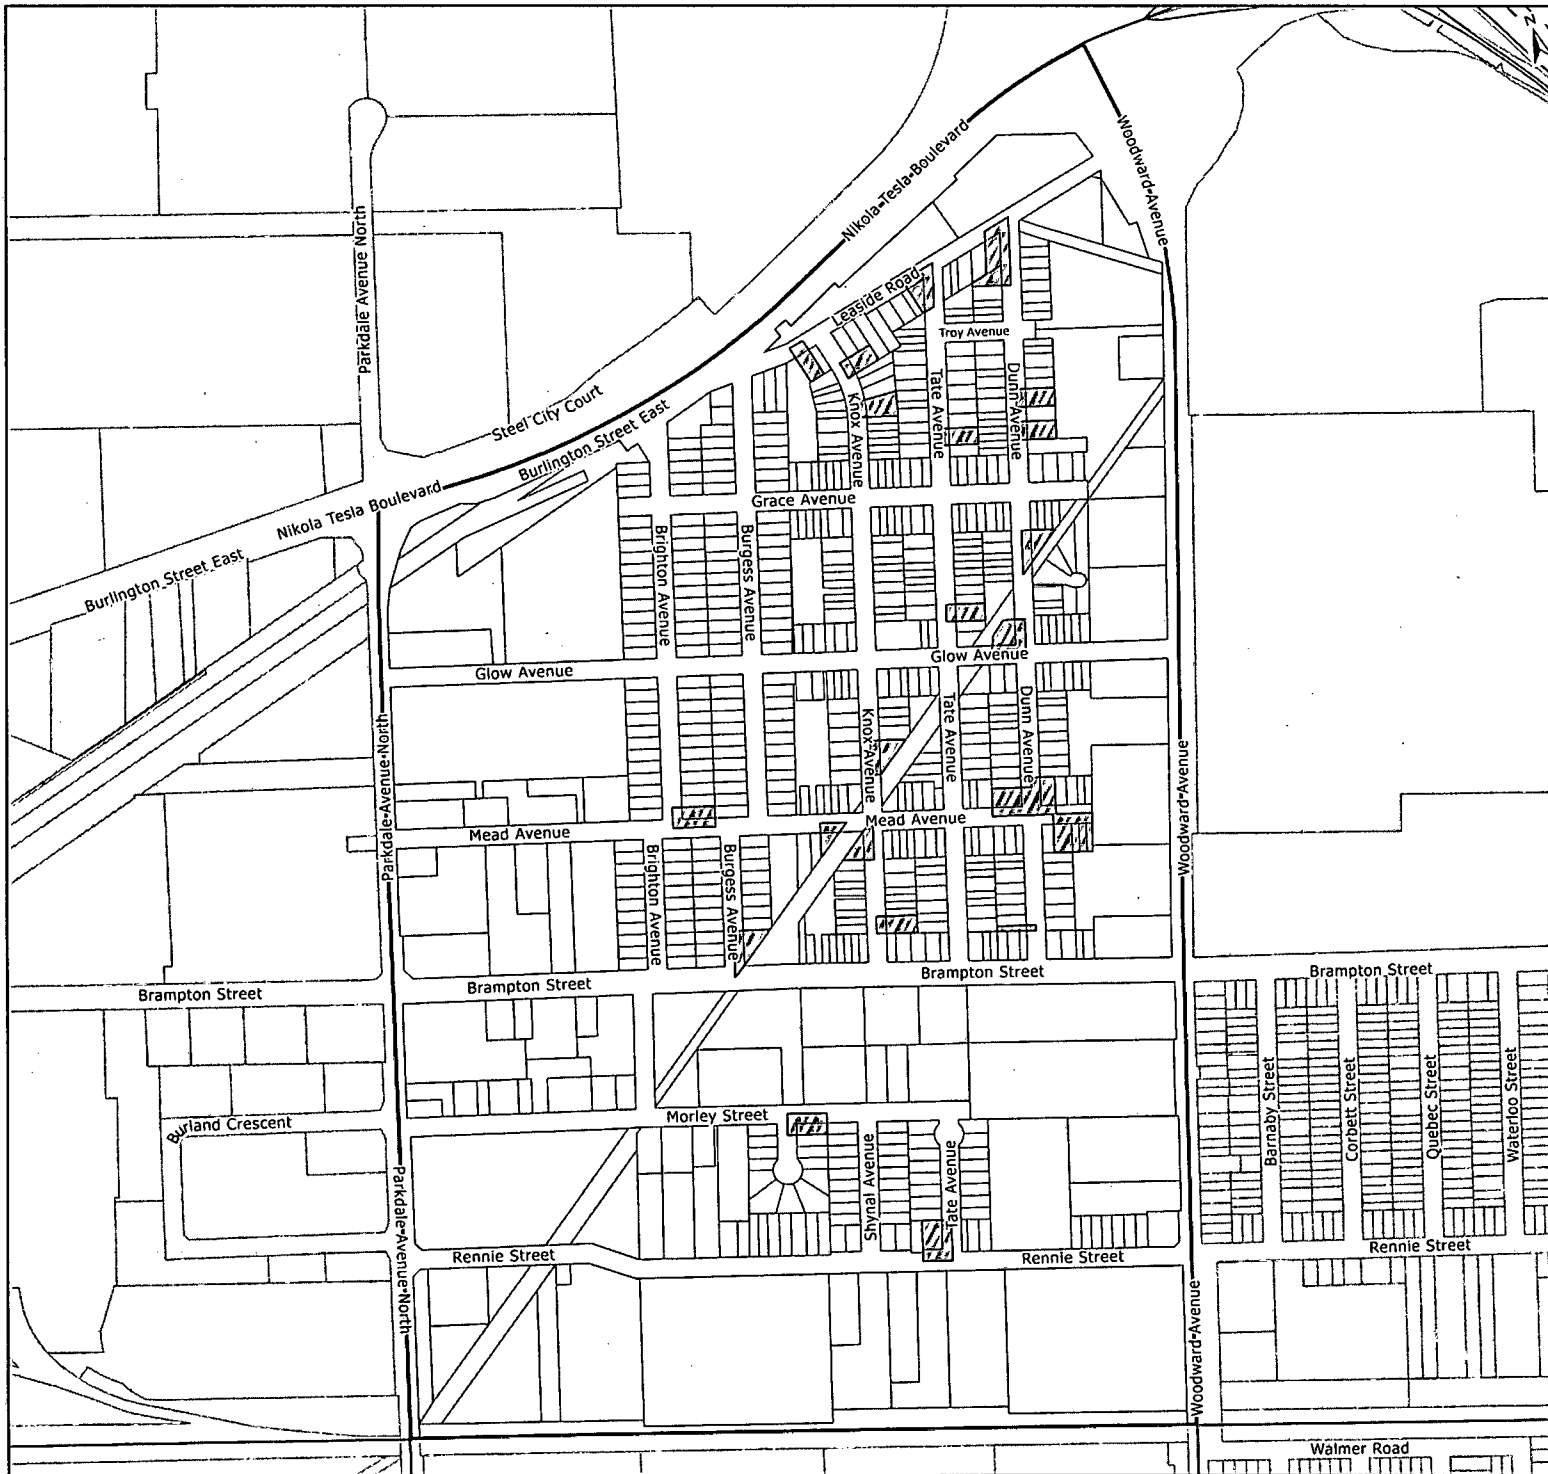 N
Woodward Avenue
Nikola Tesla Boulevard
Parkdale Avenue North
Leaside Road
Troy Avenue
Steel City Court
Burlington Street East
Knox Avenue
Tate Avenue
Dunn Avenue
Nikola Tesla Boulevard
Grace Avenue
Burlington Street East
Brighton Avenue
Burgess Avenue
Glow Avenue
Glow Avenue
Parkdale Avenue North
Knox Avenue
Tate Avenue
Dunn Avenue
Woodward Avenue
Mead Avenue
Mead Avenue
Brighton Avenue
Burgess Avenue
Brampton Street
Brampton Street
Brampton Street
Brampton Street
Barnaby Street
Corbett Street
Quebec Street
Waterloo Street
Burland Crescent
Morley Street
Shynal Avenue
Tate Avenue
Parkdale Avenue North
Rennie Street
Rennie Street
Rennie Street
Woodward Avenue
Walmer Road